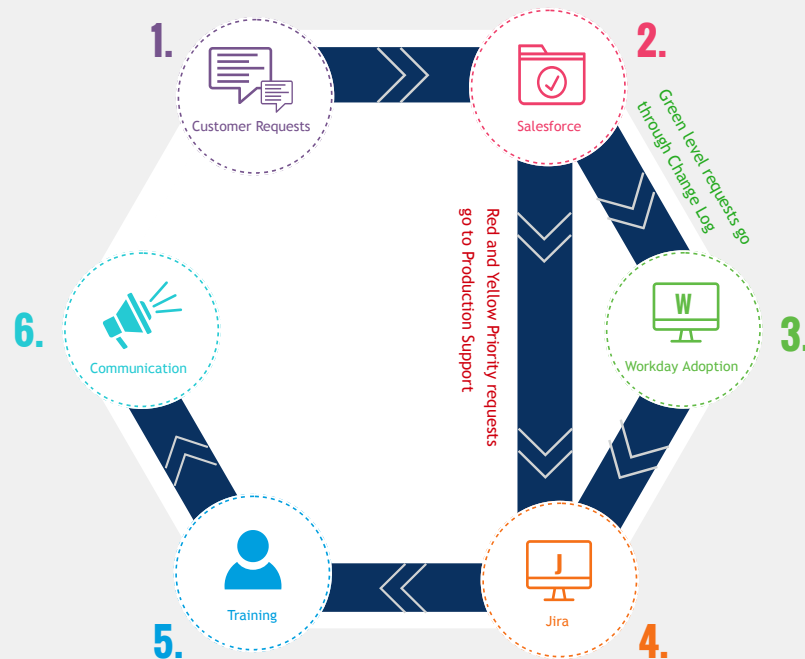 1.
Customer Requests
2.
Salesforce
Green level requests go
through Change Log
Red and Yellow Priority requests
go to Production Support
W
Workday Adoption
3.
J
Jira
4.
Training
5.
Communication
6.